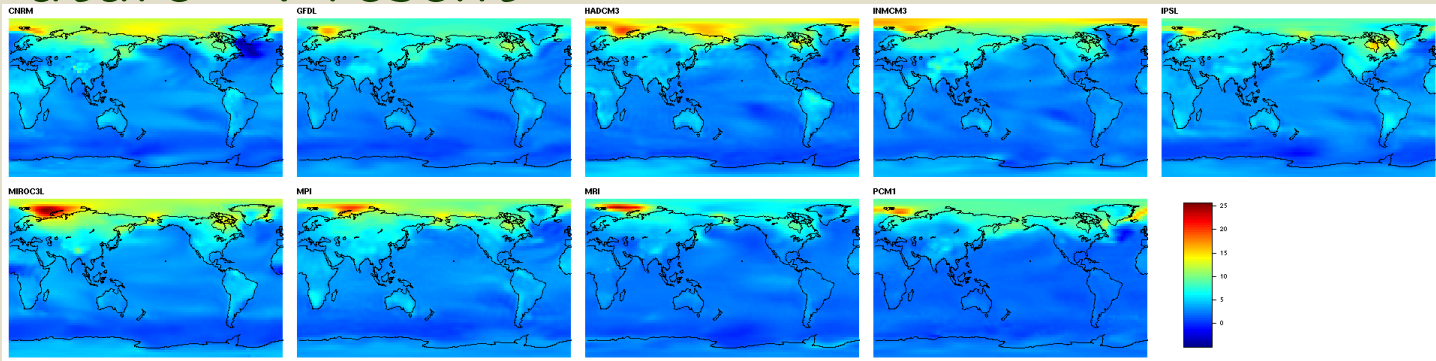 CNRM
GFDL
HADCM3
INMCM3
IPSL
MIROC3L
MPI
MRI
PCM1
25
20
15
10
5
0